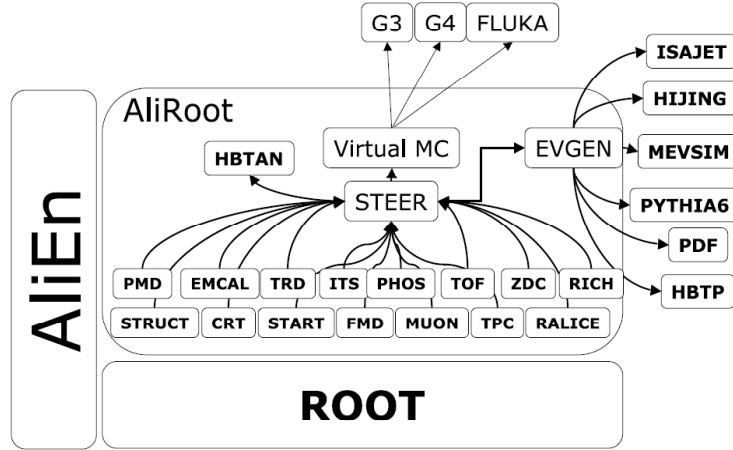 G3 G4 FLUKA
ISAJET
HIJING
MEVSIM
PYTHIA6
PDF
HBTP
AliRoot
HBTAN
Virtual MC
EVGEN
STEER
PMD EMCAL TRD ITS PHOS TOF ZDC RICH
STRUCT CRT START FMD MUON TPC RALICE
AliEn
ROOT